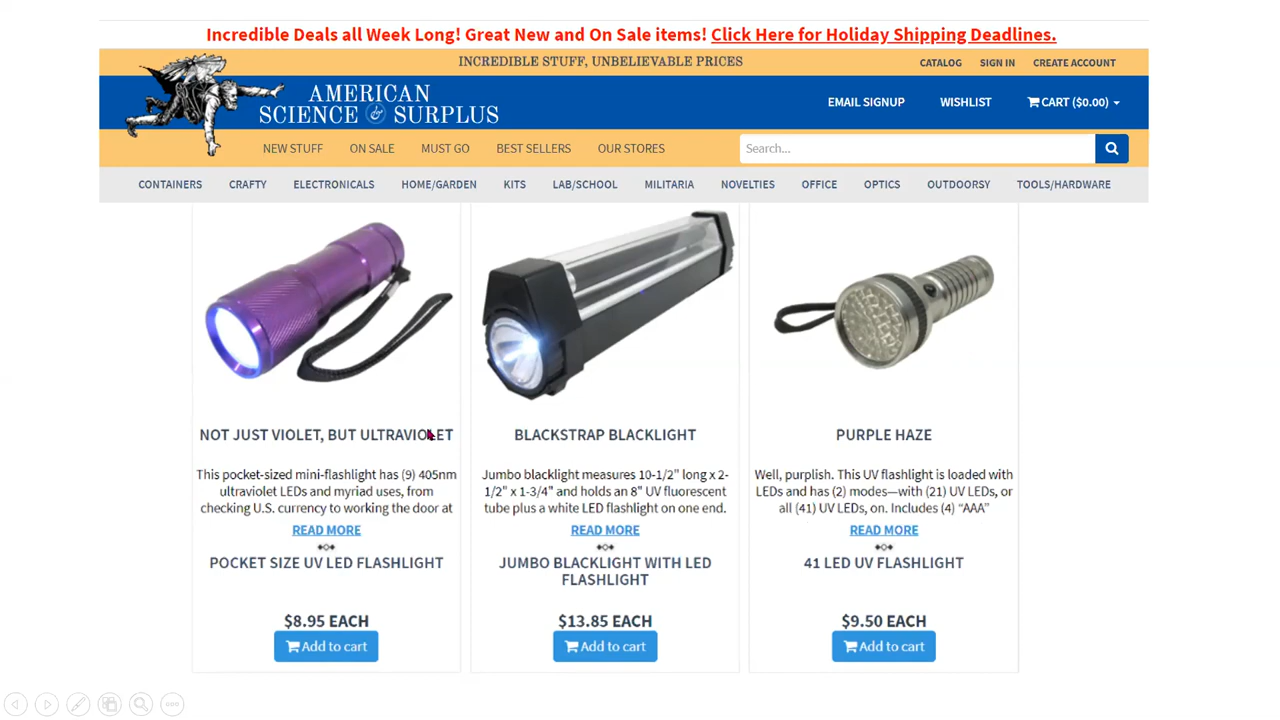 Incredible Deals all Week Long! Great New and On Sale items! Click Here for Holiday Shipping Deadlines.
INCREDIBLE STUFF, UNBELIEVABLE PRICES
CATALOG SIGN IN CREATE ACCOUNT
AMERICAN
SCIENCE & SURPLUS
EMAIL SIGNUP WISHLIST CART ($0.00)
NEW STUFF ON SALE MUST GO BEST SELLERS OUR STORES Search...
CONTAINERS CRAFTY ELECTRONICALS HOME/GARDEN KITS LAB/SCHOOL MILITARIA NOVELTIES OFFICE OPTICS OUTDOORSY TOOLS/HARDWARE
NOT JUST VIOLET, BUT ULTRAVIOLET
This pocket-sized mini-flashlight has (9) 405nm
ultraviolet LEDs and myriad uses, from
checking U.S. currency to working the door at
READ MORE
POCKET SIZE UV LED FLASHLIGHT
$8.95 EACH
Add to cart
BLACKSTRAP BLACKLIGHT
Jumbo blacklight measures 10-1/2" long x 2-
1/2" x 1-3/4" and holds an 8" UV fluorescent
tube plus a white LED flashlight on one end.
READ MORE
JUMBO BLACKLIGHT WITH LED
FLASHLIGHT
$13.85 EACH
Add to cart
PURPLE HAZE
Well, purplish. This UV flashlight is loaded with
LEDs and has (2) modes—with (21) UV LEDs, or
all (41) UV LEDs, on. Includes (4) “AAA”
READ MORE
41 LED UV FLASHLIGHT
$9.50 EACH
Add to cart